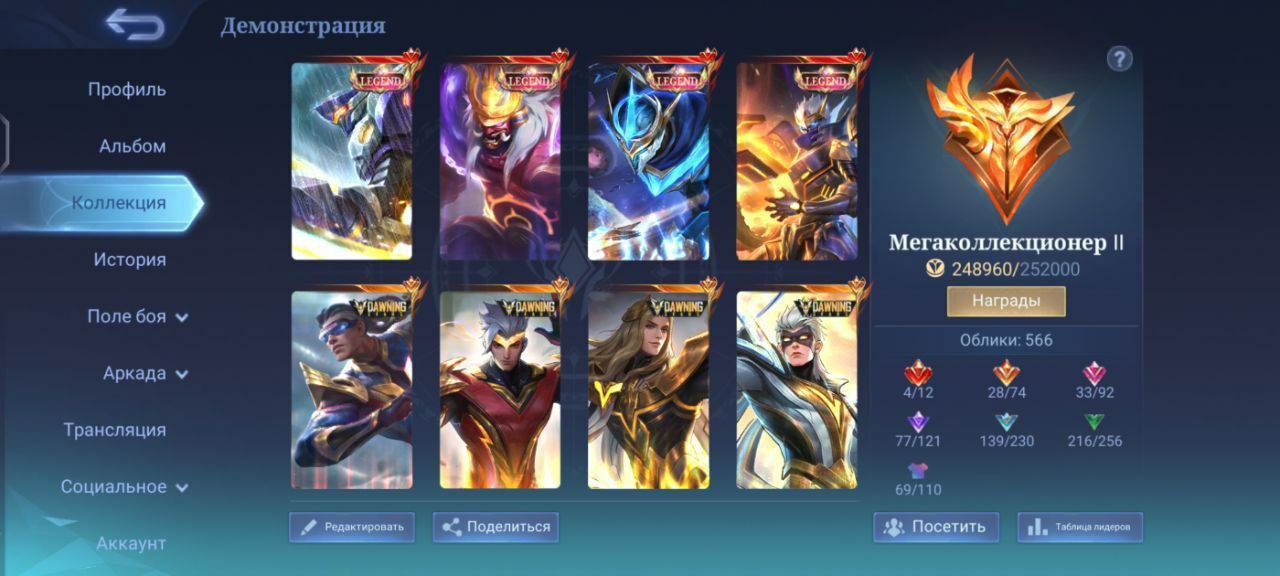 Демонстрация
Профиль
Альбом
Коллекция
История
Поле боя
Аркада
Трансляция
Социальное
Аккаунт
LEGEND
LEGEND
LEGEND
LEGEND
DAWNING
DAWNING
DAWNING
DAWNING
Редактировать
Поделиться
?
Мегаколлекционер II
248960/252000
Награды
Облики: 566
4/12
28/74
33/92
77/121
139/230
216/256
69/110
Посетить
Таблица лидеров